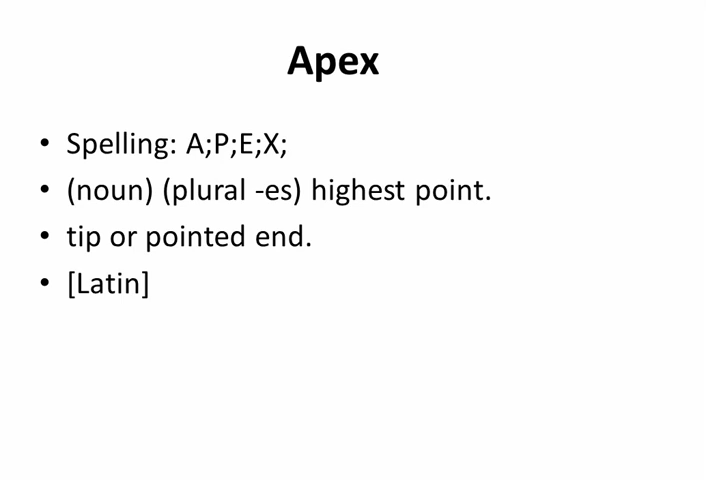 Apex
• Spelling: A;P;E;X;
• (noun) (plural -es) highest point.
• tip or pointed end.
• [Latin]